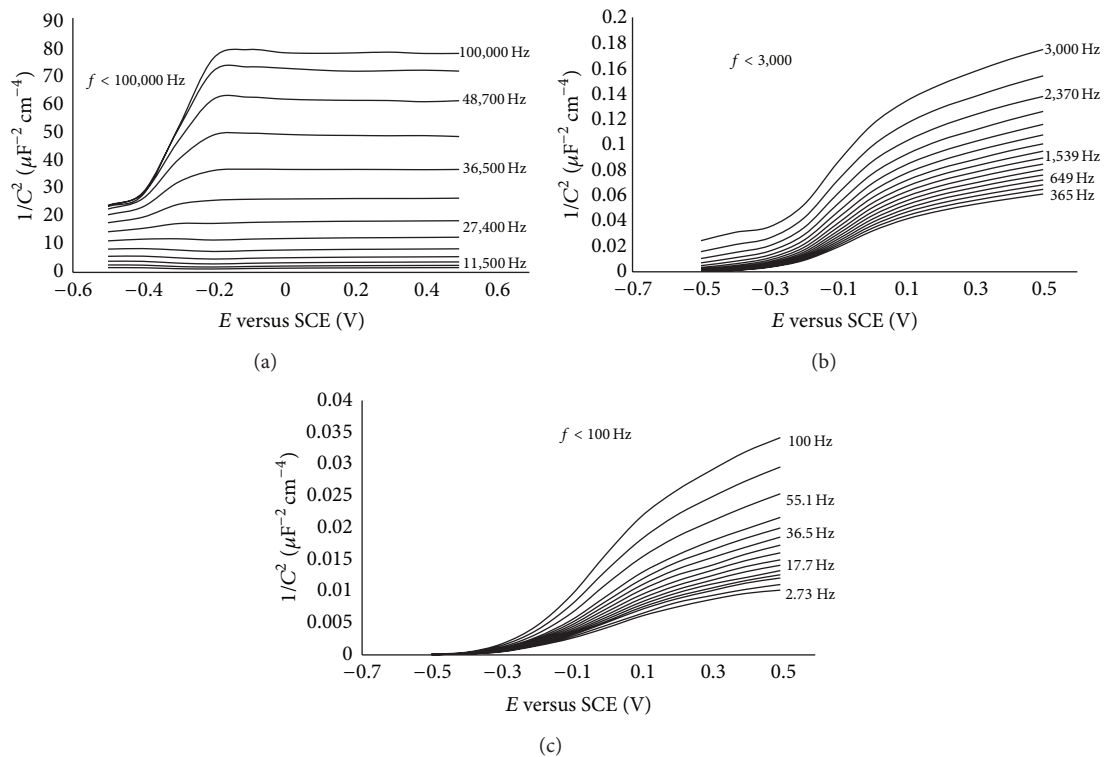 90
80
70
60
50
40
30
20
10
0
1/C² (μF⁻² cm⁻⁴)
f < 100,000 Hz
100,000 Hz
48,700 Hz
36,500 Hz
27,400 Hz
11,500 Hz
−0.6 −0.4 −0.2 0 0.2 0.4 0.6
E versus SCE (V)
(a)
0.2
0.18
0.16
0.14
0.12
0.1
0.08
0.06
0.04
0.02
0
1/C² (μF⁻² cm⁻⁴)
f < 3,000
3,000 Hz
2,370 Hz
1,539 Hz
649 Hz
365 Hz
−0.7 −0.5 −0.3 −0.1 0.1 0.3 0.5
E versus SCE (V)
(b)
0.04
0.035
0.03
0.025
0.02
0.015
0.01
0.005
0
1/C² (μF⁻² cm⁻⁴)
f < 100 Hz
100 Hz
55.1 Hz
36.5 Hz
17.7 Hz
2.73 Hz
−0.7 −0.5 −0.3 −0.1 0.1 0.3 0.5
E versus SCE (V)
(c)